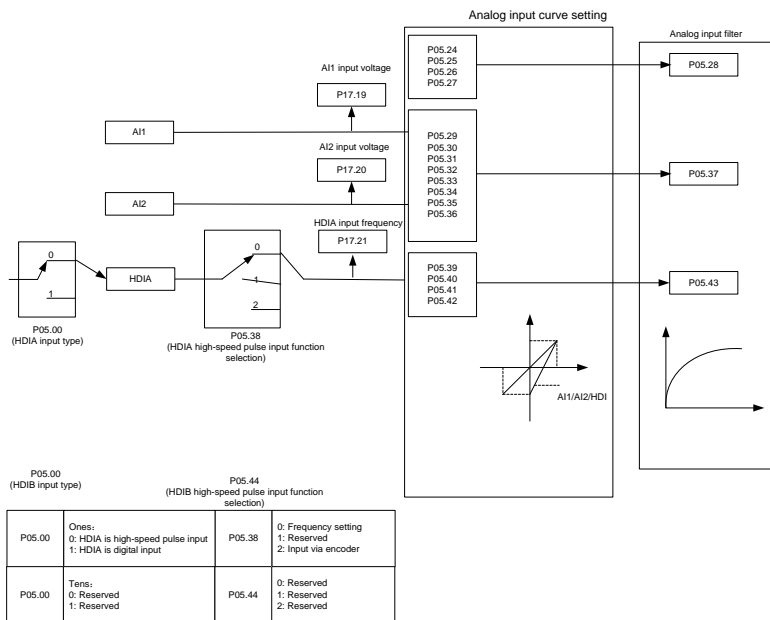 Analog input curve setting
Analog input filter
P05.24
P05.25
P05.26
P05.27
P05.28
AI1 input voltage
P17.19
AI1
P05.29
P05.30
P05.31
P05.32
P05.33
P05.34
P05.35
P05.36
AI2 input voltage
P17.20
P05.37
AI2
HDIA input frequency
P17.21
0
1
HDIA
0
1
2
P05.39
P05.40
P05.41
P05.42
P05.43
P05.00
(HDIA input type)
P05.38
(HDIA high-speed pulse input function
selection)
AI1/AI2/HDI
P05.00
(HDIB input type)
P05.44
(HDIB high-speed pulse input function
selection)
P05.00
Ones:
0: HDIA is high-speed pulse input
1: HDIA is digital input
P05.38
0: Frequency setting
1: Reserved
2: Input via encoder
P05.00
Tens:
0: Reserved
1: Reserved
P05.44
0: Reserved
1: Reserved
2: Reserved